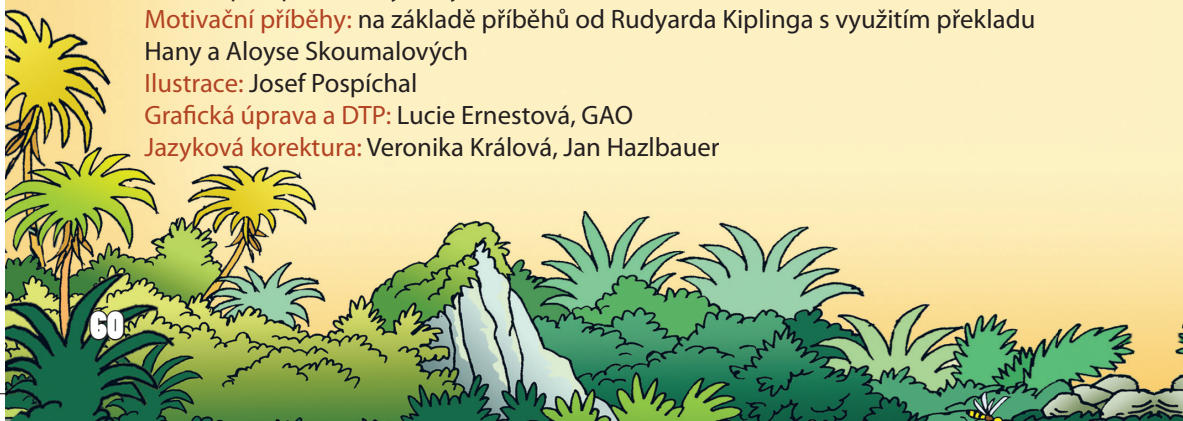 Motivační příběhy: na základě příběhů od Rudyarda Kiplinga s využitím překladu
Hany a Aloyse Skoumalových
Ilustrace: Josef Pospíchal
Grafická úprava a DTP: Lucie Ernestová, GAO
Jazyková korektura: Veronika Králová, Jan Hazlbauer
60